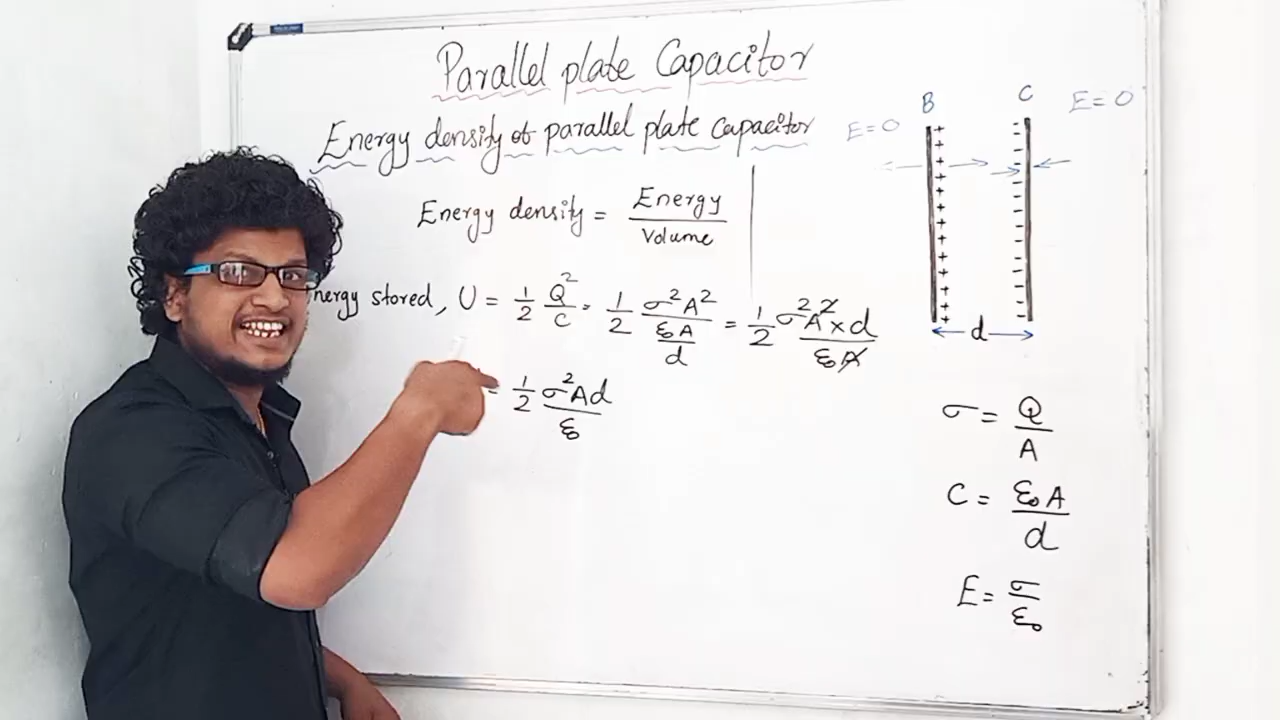 Parallel plate Capacitor
Energy density of parallel plate Capacitor
Energy density = Energy / Volume
nergy stored, U = 1/2 Q²/C = 1/2 σ²A² / (ε₀A/d) = 1/2 σ²A² × d / ε₀A
= 1/2 σ²Ad / ε₀
B
C
E = 0
E = 0
+ + + + + + + + + + + + +
- - - - - - - - - - - - -
d
σ = Q/A
C = ε₀A / d
E = σ/ε₀